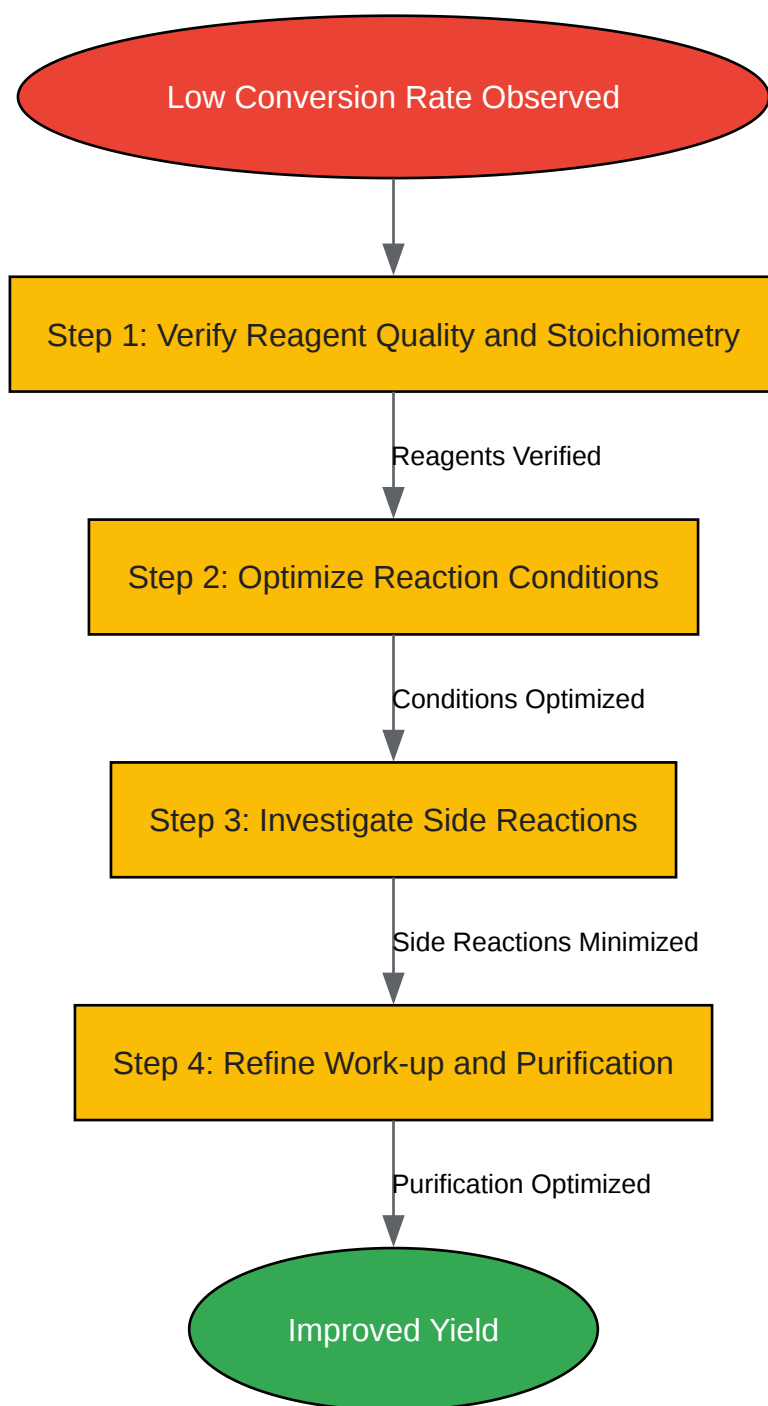 Low Conversion Rate Observed
Step 1: Verify Reagent Quality and Stoichiometry
Reagents Verified
Step 2: Optimize Reaction Conditions
Conditions Optimized
Step 3: Investigate Side Reactions
Side Reactions Minimized
Step 4: Refine Work-up and Purification
Purification Optimized
Improved Yield